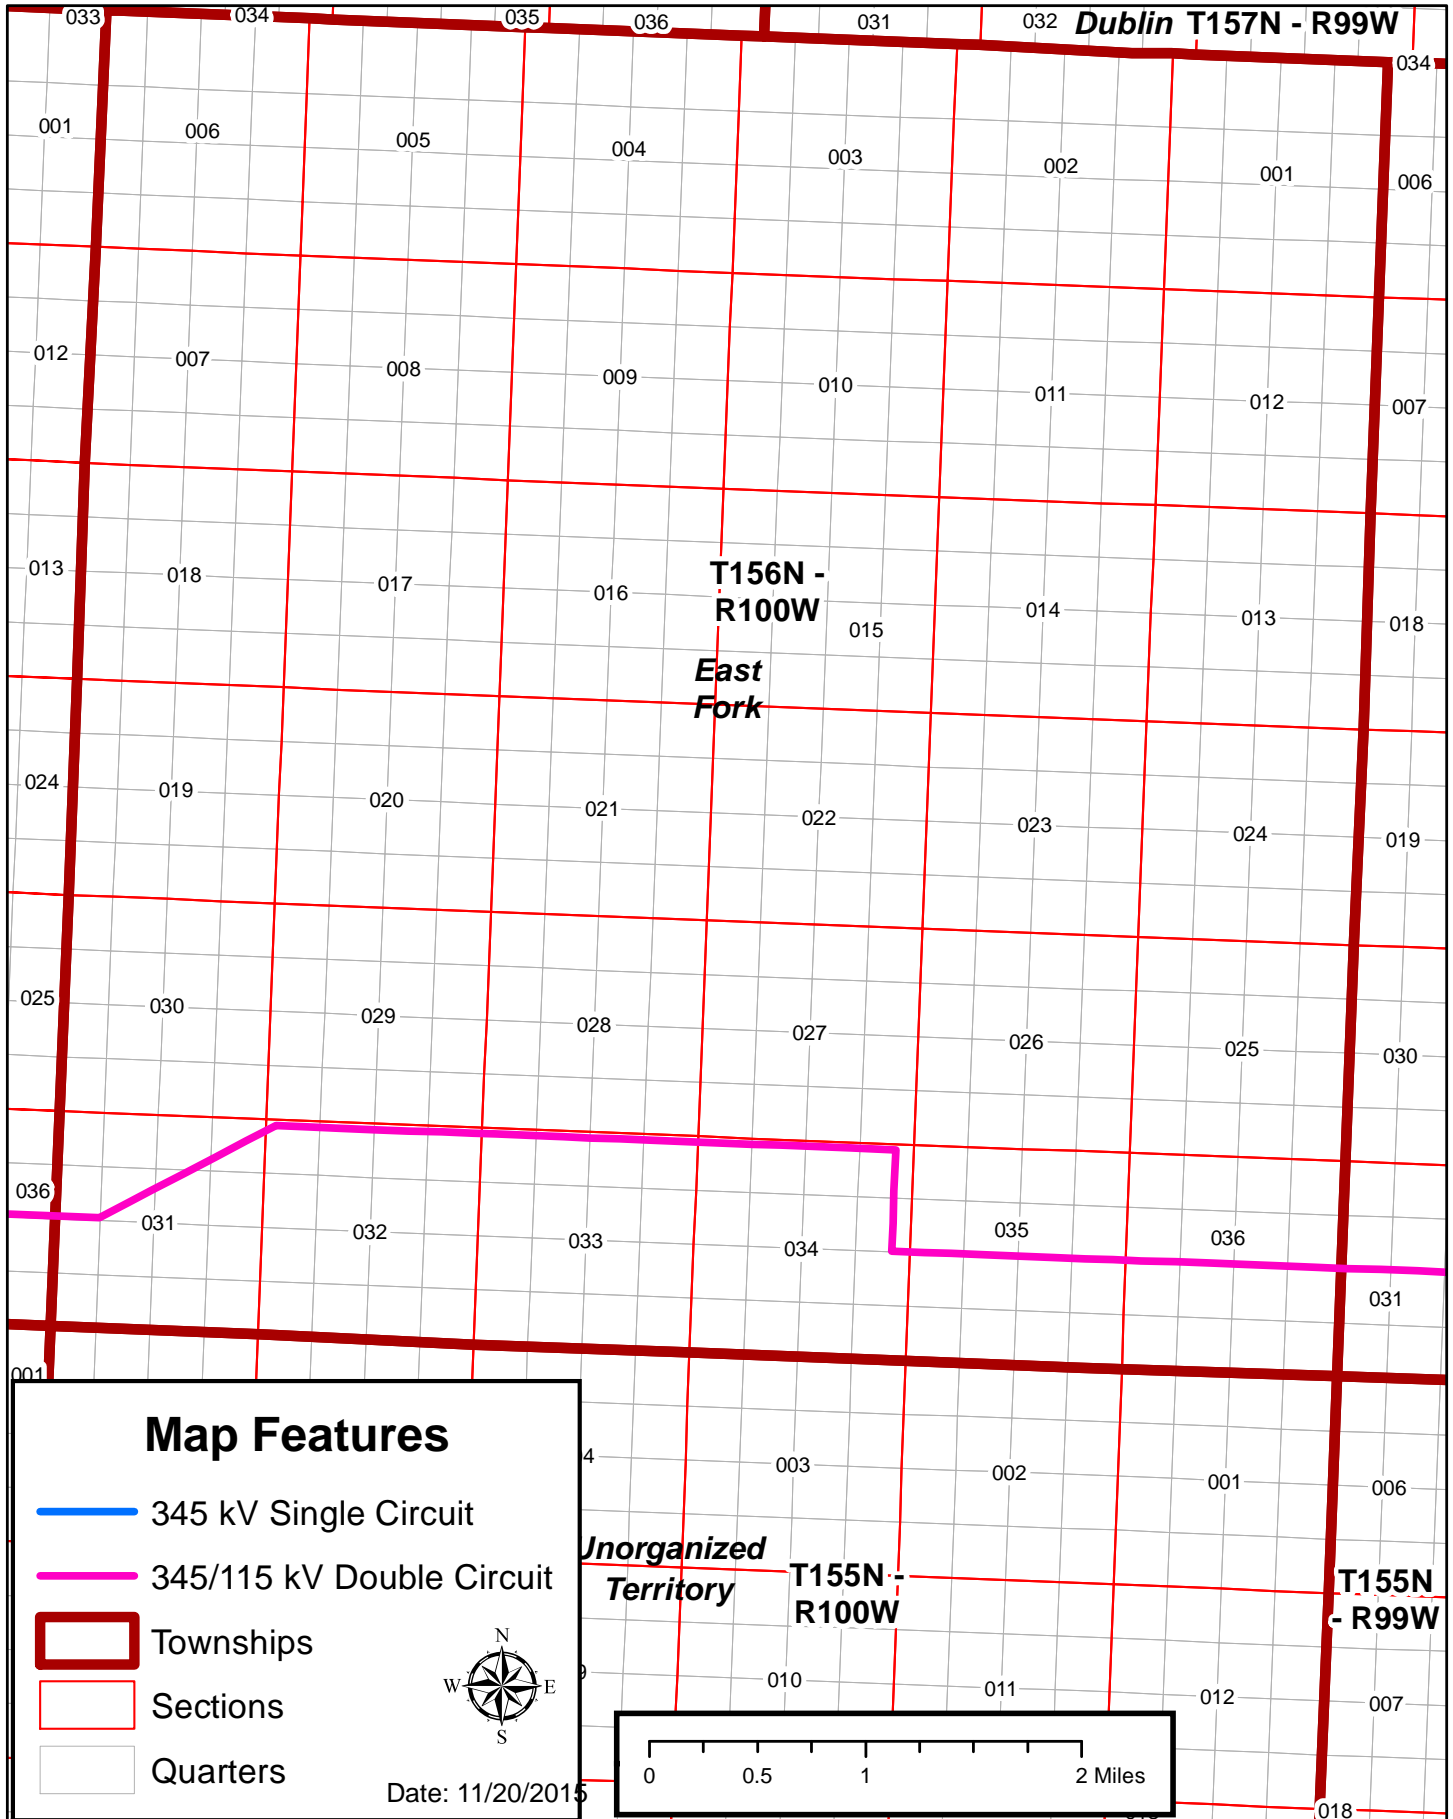 033 034 035 036 031 032 Dublin T157N - R99W
034
001 006 005 004 003 002 001 006
012 007 008 009 010 011 012 007
013 018 017 016 T156N - 014 013 018
R100W
015
East
Fork
024 019 020 021 022 023 024 019
025 030 029 028 027 026 025 030
036 031 032 033 034 035 036
031
001
Map Features
4 003 002 001 006
345 kV Single Circuit
345/115 kV Double Circuit
Unorganized
Territory
T155N -
R100W
T155N
- R99W
Townships
N
W E
S
Sections
9 010 011 012 007
Quarters
Date: 11/20/2015
0 0.5 1 2 Miles
018